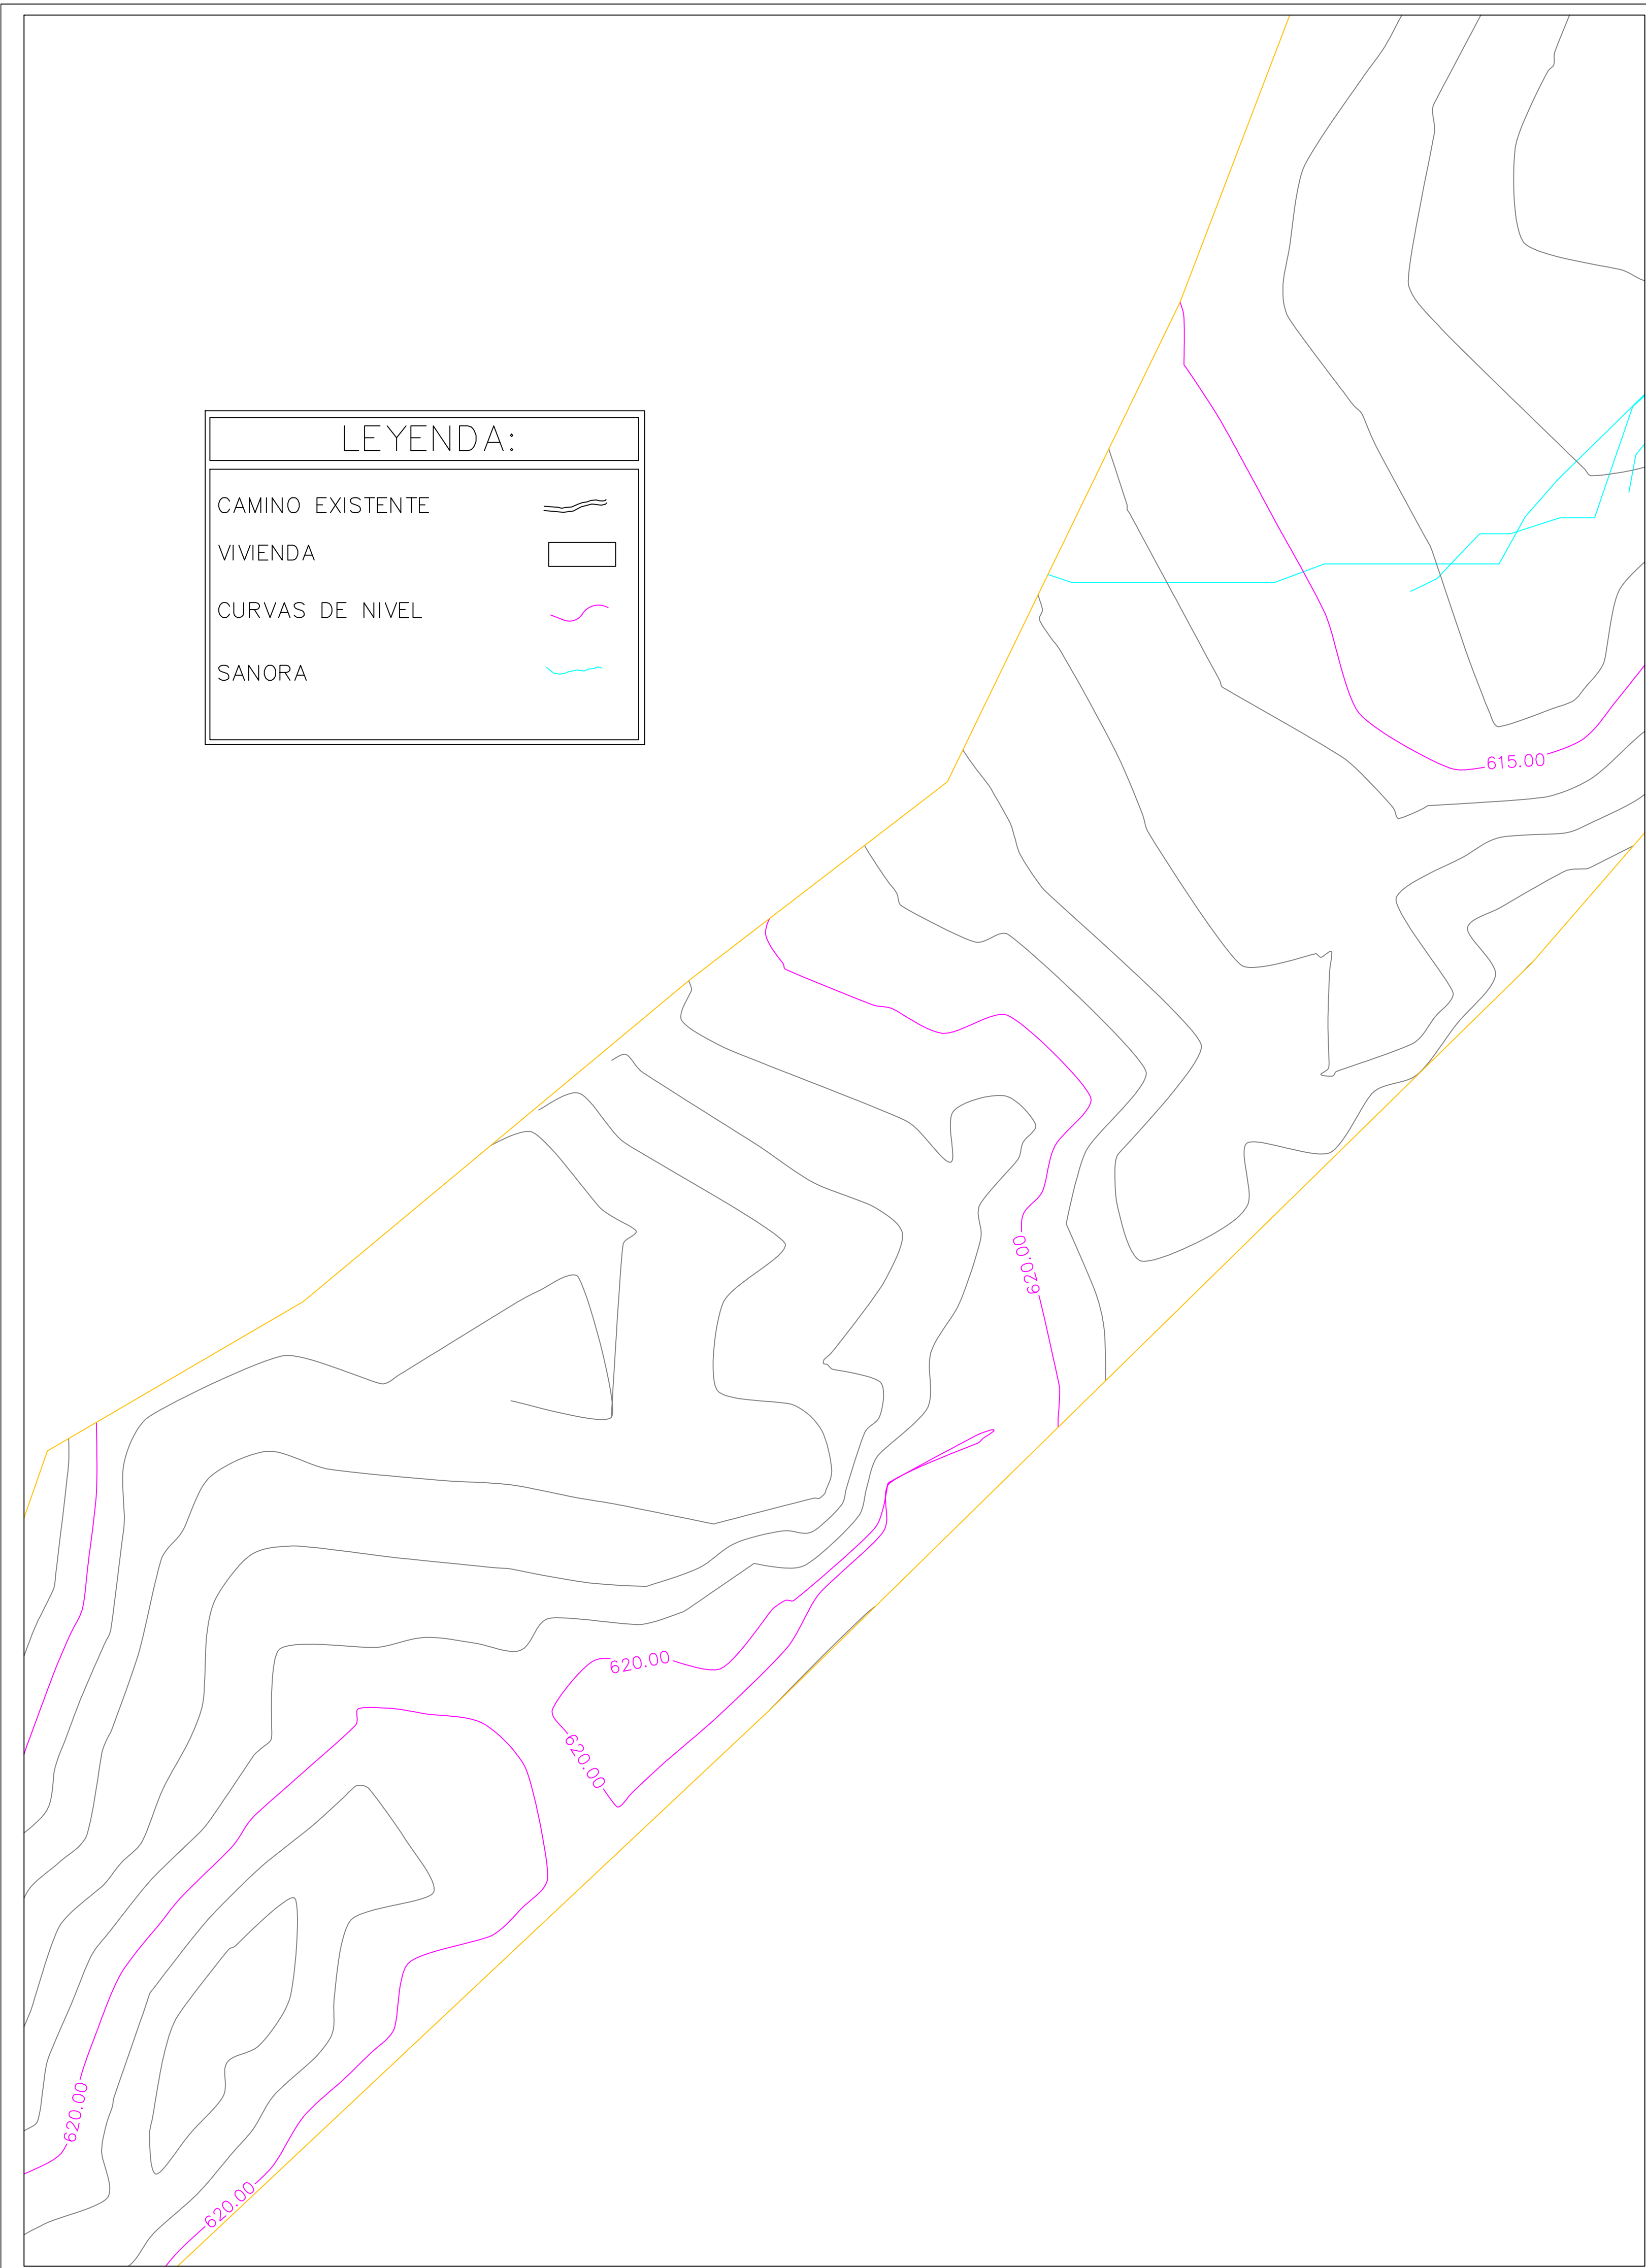 LEYENDA:
CAMINO EXISTENTE
VIVIENDA
CURVAS DE NIVEL
SANORA
615.00
620.00
620.00
620.00
620.00
620.00